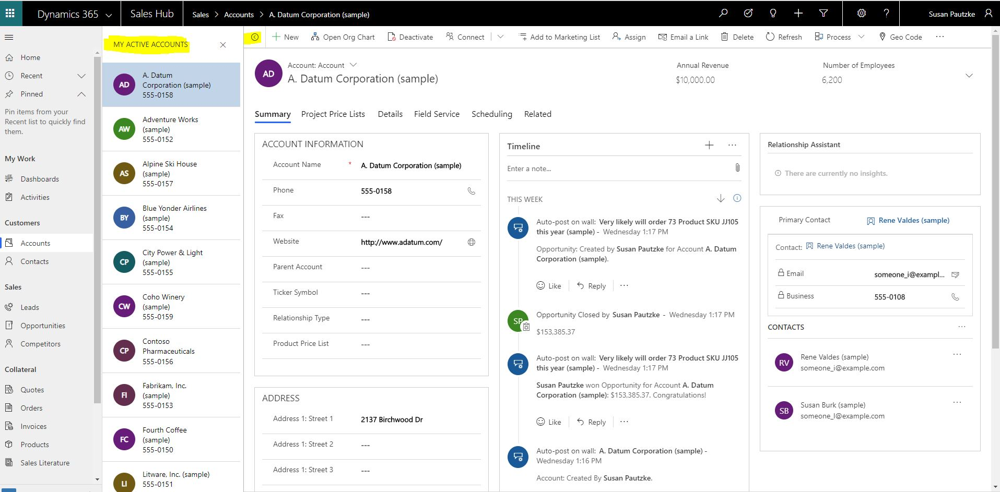 Dynamics 365
Sales Hub
Sales > Accounts > A. Datum Corporation (sample)
Susan Pautzke
Home
Recent
Pinned
Pin items from your
Recent list to quickly find
them.
My Work
Dashboards
Activities
Customers
Accounts
Contacts
Sales
Leads
Opportunities
Competitors
Collateral
Quotes
Orders
Invoices
Products
Sales Literature
MY ACTIVE ACCOUNTS
AD
A. Datum
Corporation (sample)
555-0158
AW
Adventure Works
(sample)
555-0152
AS
Alpine Ski House
(sample)
555-0157
BY
Blue Yonder Airlines
(sample)
555-0154
CP
City Power & Light
(sample)
555-0155
CW
Coho Winery
(sample)
555-0159
CP
Contoso
Pharmaceuticals
555-0156
FI
Fabrikam, Inc.
(sample)
555-0153
FC
Fourth Coffee
(sample)
555-0150
LI
Litware, Inc. (sample)
555-0151
New
Open Org Chart
Deactivate
Connect
Add to Marketing List
Assign
Email a Link
Delete
Refresh
Process
Geo Code
AD
Account: Account
A. Datum Corporation (sample)
Annual Revenue
$10,000.00
Number of Employees
6,200
Summary
Project Price Lists
Details
Field Service
Scheduling
Related
ACCOUNT INFORMATION
Account Name * A. Datum Corporation (sample)
Phone 555-0158
Fax ---
Website http://www.adatum.com/
Parent Account ---
Ticker Symbol ---
Relationship Type ---
Product Price List ---
ADDRESS
Address 1: Street 1 2137 Birchwood Dr
Address 1: Street 2 ---
Address 1: Street 3 ---
Timeline
Enter a note...
THIS WEEK
Auto-post on wall: Very likely will order 73 Product SKU JJ105
this year (sample) - Wednesday 1:17 PM
Opportunity: Created by Susan Pautzke for Account A. Datum
Corporation (sample).
Like
Reply
SP
Opportunity Closed by Susan Pautzke - Wednesday 1:17 PM
$153,385.37
Auto-post on wall: Very likely will order 73 Product SKU JJ105
this year (sample) - Wednesday 1:17 PM
Susan Pautzke won Opportunity for Account A. Datum
Corporation (sample): $153,385.37. Congratulations!
Like
Reply
Auto-post on wall: A. Datum Corporation (sample) -
Wednesday 1:16 PM
Account: Created By Susan Pautzke.
Relationship Assistant
There are currently no insights.
Primary Contact
Rene Valdes (sample)
Contact: Rene Valdes (sample)
Email someone_i@exampl...
Business 555-0108
CONTACTS
RV
Rene Valdes (sample)
someone_i@example.com
SB
Susan Burk (sample)
someone_l@example.com